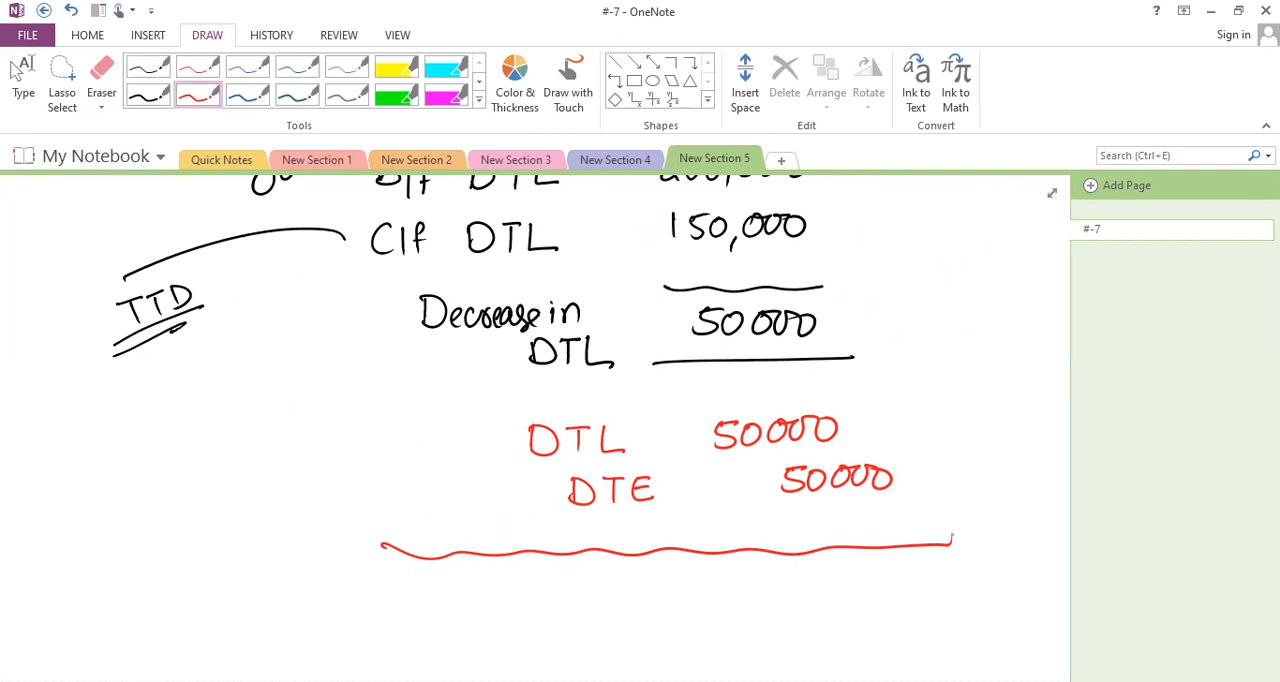 #-7 - OneNote
?
FILE HOME INSERT DRAW HISTORY REVIEW VIEW Sign in
Type Lasso Select Eraser Color & Thickness Draw with Touch Insert Space Delete Arrange Rotate Ink to Text Ink to Math
Tools Shapes Edit Convert
My Notebook Quick Notes New Section 1 New Section 2 New Section 3 New Section 4 New Section 5 Search (Ctrl+E)
Add Page
#-7
B/f DTL
C/f DTL 150,000
TTD
Decrease in 50000
DTL
DTL 50000
DTE 50000